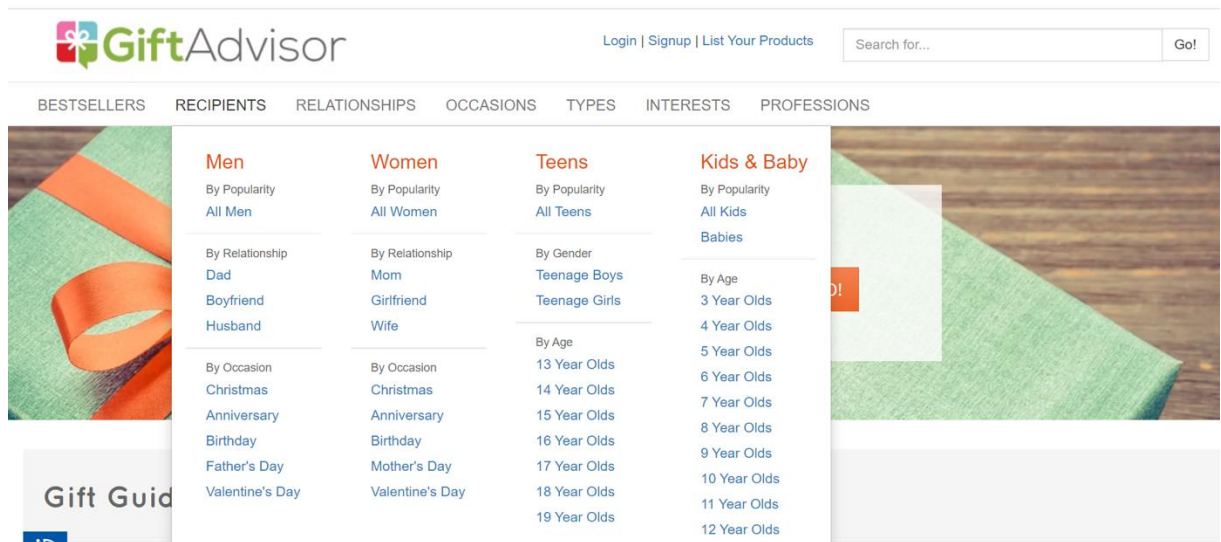 GiftAdvisor
Login | Signup | List Your Products
Search for...
Go!
BESTSELLERS RECIPIENTS RELATIONSHIPS OCCASIONS TYPES INTERESTS PROFESSIONS
Men
By Popularity
All Men
By Relationship
Dad
Boyfriend
Husband
By Occasion
Christmas
Anniversary
Birthday
Father's Day
Valentine's Day
Women
By Popularity
All Women
By Relationship
Mom
Girlfriend
Wife
By Occasion
Christmas
Anniversary
Birthday
Mother's Day
Valentine's Day
Teens
By Popularity
All Teens
By Gender
Teenage Boys
Teenage Girls
By Age
13 Year Olds
14 Year Olds
15 Year Olds
16 Year Olds
17 Year Olds
18 Year Olds
19 Year Olds
Kids & Baby
By Popularity
All Kids
Babies
By Age
3 Year Olds
4 Year Olds
5 Year Olds
6 Year Olds
7 Year Olds
8 Year Olds
9 Year Olds
10 Year Olds
11 Year Olds
12 Year Olds
Gift Guid